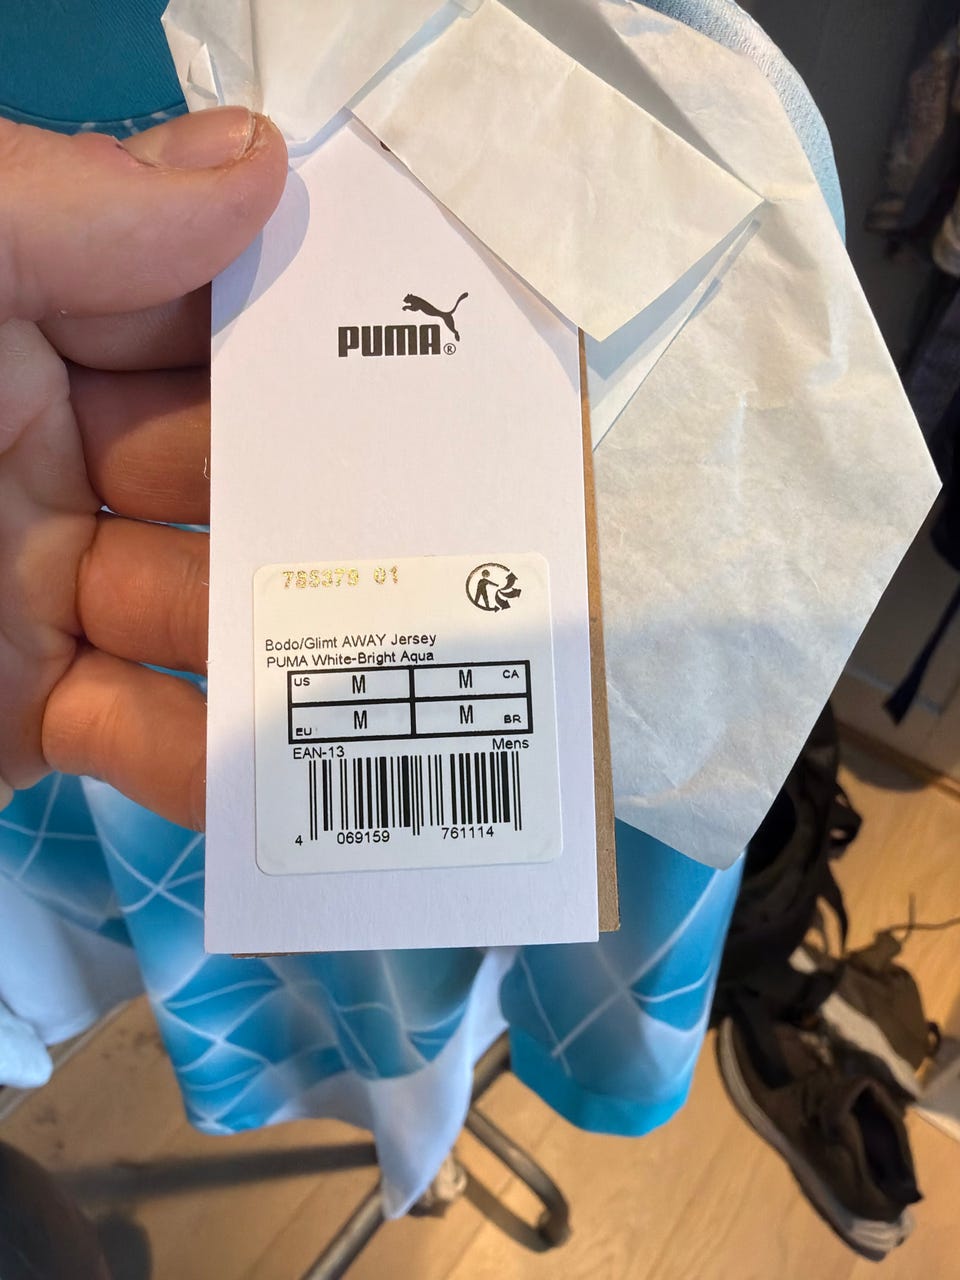 PUMA®
785379 01
Bodo/Glimt AWAY Jersey
PUMA White-Bright Aqua
US M M CA
EU M M BR
EAN-13 Mens
4 069159 761114